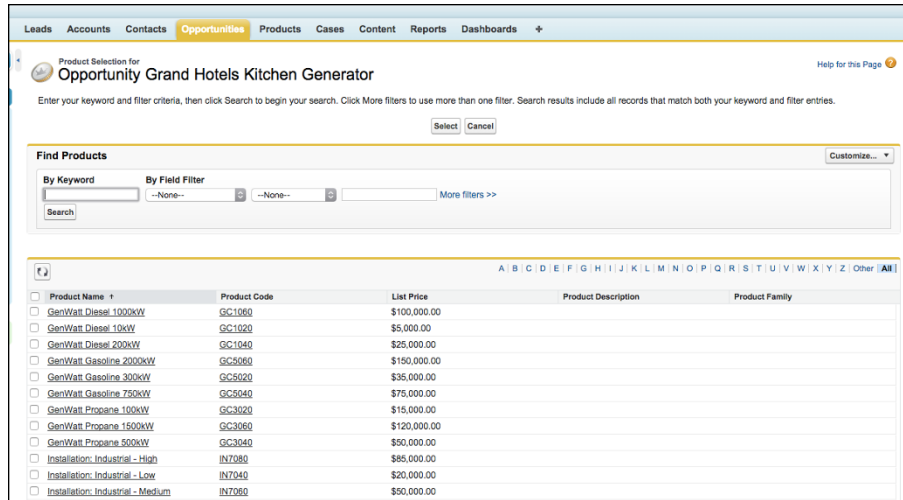 Leads Accounts Contacts Opportunities Products Cases Content Reports Dashboards +
Product Selection for
Opportunity Grand Hotels Kitchen Generator
Help for this Page ?
Enter your keyword and filter criteria, then click Search to begin your search. Click More filters to use more than one filter. Search results include all records that match both your keyword and filter entries.
Select Cancel
Find Products Customize...
By Keyword By Field Filter
--None-- --None-- More filters >>
Search
A | B | C | D | E | F | G | H | I | J | K | L | M | N | O | P | Q | R | S | T | U | V | W | X | Y | Z | Other All |
Product Name ↑ Product Code List Price Product Description Product Family
GenWatt Diesel 1000kW GC1060 $100,000.00
GenWatt Diesel 10kW GC1020 $5,000.00
GenWatt Diesel 200kW GC1040 $25,000.00
GenWatt Gasoline 2000kW GC5060 $150,000.00
GenWatt Gasoline 300kW GC5020 $35,000.00
GenWatt Gasoline 750kW GC5040 $75,000.00
GenWatt Propane 100kW GC3020 $15,000.00
GenWatt Propane 1500kW GC3060 $120,000.00
GenWatt Propane 500kW GC3040 $50,000.00
Installation: Industrial - High IN7080 $85,000.00
Installation: Industrial - Low IN7040 $20,000.00
Installation: Industrial - Medium IN7060 $50,000.00